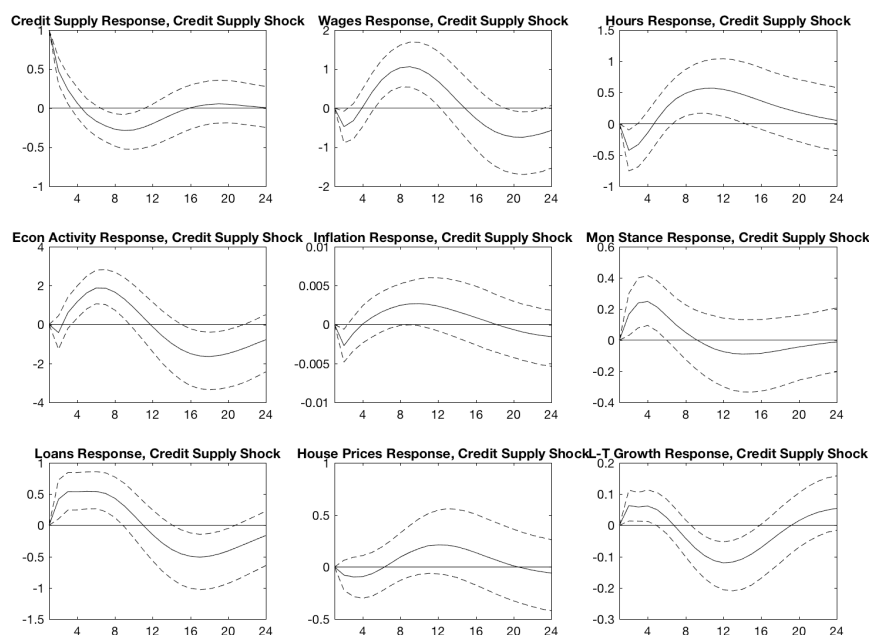 Credit Supply Response, Credit Supply Shock
1
0.5
0
-0.5
-1
4 8 12 16 20 24
Wages Response, Credit Supply Shock
2
1
0
-1
-2
4 8 12 16 20 24
Hours Response, Credit Supply Shock
1.5
1
0.5
0
-0.5
-1
4 8 12 16 20 24
Econ Activity Response, Credit Supply Shock
4
2
0
-2
-4
4 8 12 16 20 24
Inflation Response, Credit Supply Shock
0.01
0.005
0
-0.005
-0.01
4 8 12 16 20 24
Mon Stance Response, Credit Supply Shock
0.6
0.4
0.2
0
-0.2
-0.4
4 8 12 16 20 24
Loans Response, Credit Supply Shock
1
0.5
0
-0.5
-1
-1.5
4 8 12 16 20 24
House Prices Response, Credit Supply Shock
1
0.5
0
-0.5
4 8 12 16 20 24
L-T Growth Response, Credit Supply Shock
0.2
0.1
0
-0.1
-0.2
-0.3
4 8 12 16 20 24